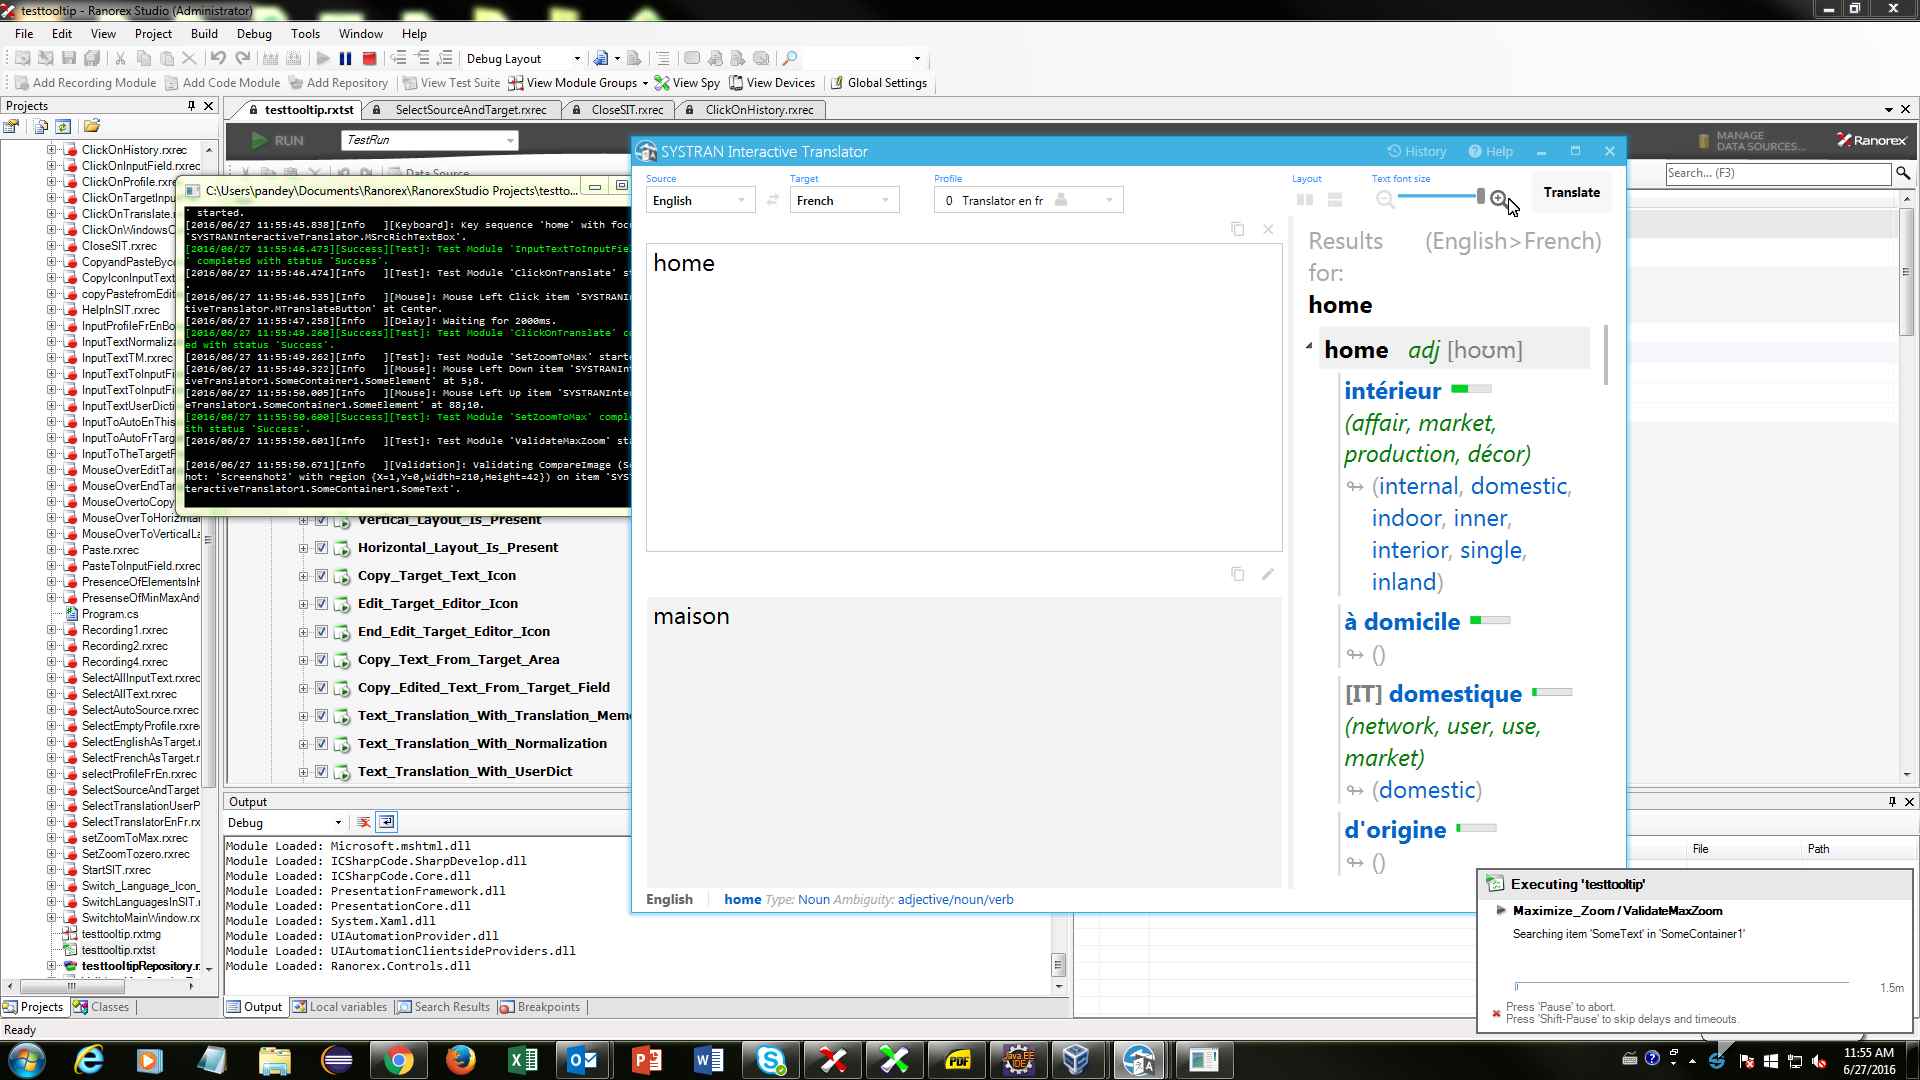 testtooltip - Ranorex Studio (Administrator)
File Edit View Project Build Debug Tools Window Help
Debug Layout
Add Recording Module Add Code Module Add Repository View Test Suite View Module Groups View Spy View Devices Global Settings
Projects
testtooltip.rxtst SelectSourceAndTarget.rxrec CloseSIT.rxrec ClickOnHistory.rxrec
RUN TestRun
MANAGE
DATA SOURCES...
Ranorex
Search... (F3)
Data Source
ClickOnHistory.rxrec
ClickOnInputField.rxrec
ClickOnProfile.rxrec
ClickOnTargetInpu
ClickOnTranslate.r
ClickOnWindowsC
CloseSIT.rxrec
CopyandPasteByco
CopyIconInputText
copyPastefromEdit
HelpInSIT.rxrec
InputProfileFrEnBo
InputTextNormaliza
InputTextTM.rxrec
InputTextToInputFi
InputTextToInputFi
InputTextUserDicti
InputToAutoEnThis
InputToAutoFrTarg
InputToTheTargetF
MouseOverEditTar
MouseOverEndTar
MouseOvertoCopy
MouseOverToHorizintal
MouseOverToVerticalLa
Paste.rxrec
PasteToInputField.rxrec
PresenceOfElementsInH
PresenseOfMinMaxAnd
Program.cs
Recording1.rxrec
Recording2.rxrec
Recording4.rxrec
SelectAllInputText.rxrec
SelectAllText.rxrec
SelectAutoSource.rxrec
SelectEmptyProfile.rxrec
SelectEnglishAsTarget.r
SelectFrenchAsTarget.r
selectProfileFrEn.rxrec
SelectSourceAndTarget
SelectTranslationUserP
SelectTranslatorEnFr.rx
setZoomToMax.rxrec
SetZoomTozero.rxrec
StartSIT.rxrec
Switch_Language_Icon_
SwitchLanguagesInSIT.r
SwitchtoMainWindow.rx
testtooltip.rxtmg
testtooltip.rxtst
testtooltipRepository.r
Projects Classes
C:\Users\pandey\Documents\Ranorex\RanorexStudio Projects\testto...
' started.
[2016/06/27 11:55:45.838][Info   ][Keyboard]: Key sequence 'home' with foc
'SYSTRANInteractiveTranslator.MSrcRichTextBox'.
[2016/06/27 11:55:46.473][Success][Test]: Test Module 'InputTextToInputFiel
' completed with status 'Success'.
[2016/06/27 11:55:46.474][Info   ][Test]: Test Module 'ClickOnTranslate' st
.
[2016/06/27 11:55:46.535][Info   ][Mouse]: Mouse Left Click item 'SYSTRANIn
tiveTranslator.MTranslateButton' at Center.
[2016/06/27 11:55:47.258][Info   ][Delay]: Waiting for 2000ms.
[2016/06/27 11:55:49.260][Success][Test]: Test Module 'ClickOnTranslate' co
ed with status 'Success'.
[2016/06/27 11:55:49.262][Info   ][Test]: Test Module 'SetZoomToMax' starte
[2016/06/27 11:55:49.322][Info   ][Mouse]: Mouse Left Down item 'SYSTRANInt
iveTranslator1.SomeContainer1.SomeElement' at 5;8.
[2016/06/27 11:55:50.005][Info   ][Mouse]: Mouse Left Up item 'SYSTRANInter
eTranslator1.SomeContainer1.SomeElement' at 88;10.
[2016/06/27 11:55:50.600][Success][Test]: Test Module 'SetZoomToMax' comple
ith status 'Success'.
[2016/06/27 11:55:50.601][Info   ][Test]: Test Module 'ValidateMaxZoom' sta
[2016/06/27 11:55:50.671][Info   ][Validation]: Validating CompareImage (Sc
hot: 'Screenshot2' with region {X=1,Y=0,Width=210,Height=42}) on item 'SYS
teractiveTranslator1.SomeContainer1.SomeText'.
Vertical_Layout_Is_Present
Horizontal_Layout_Is_Present
Copy_Target_Text_Icon
Edit_Target_Editor_Icon
End_Edit_Target_Editor_Icon
Copy_Text_From_Target_Area
Copy_Edited_Text_From_Target_Field
Text_Translation_With_Translation_Memo
Text_Translation_With_Normalization
Text_Translation_With_UserDict
Output
Debug
Module Loaded: Microsoft.mshtml.dll
Module Loaded: ICSharpCode.SharpDevelop.dll
Module Loaded: ICSharpCode.Core.dll
Module Loaded: PresentationFramework.dll
Module Loaded: PresentationCore.dll
Module Loaded: System.Xaml.dll
Module Loaded: UIAutomationProvider.dll
Module Loaded: UIAutomationClientsideProviders.dll
Module Loaded: Ranorex.Controls.dll
Output Local variables Search Results Breakpoints
Ready
SYSTRAN Interactive Translator
History Help
Source Target Profile Layout Text font size
English French 0 Translator en fr Translate
home
maison
Results (English>French)
for:
home
home adj [hoʊm]
intérieur
(affair, market,
production, décor)
(internal, domestic,
indoor, inner,
interior, single,
inland)
à domicile
()
[IT] domestique
(network, user, use,
market)
(domestic)
d'origine
()
English home Type: Noun Ambiguity: adjective/noun/verb
File Path
Executing 'testtooltip'
Maximize_Zoom / ValidateMaxZoom
Searching item 'SomeText' in 'SomeContainer1'
1.5m
Press 'Pause' to abort.
Press 'Shift-Pause' to skip delays and timeouts.
PDF
Java EE
IDE
11:55 AM
6/27/2016